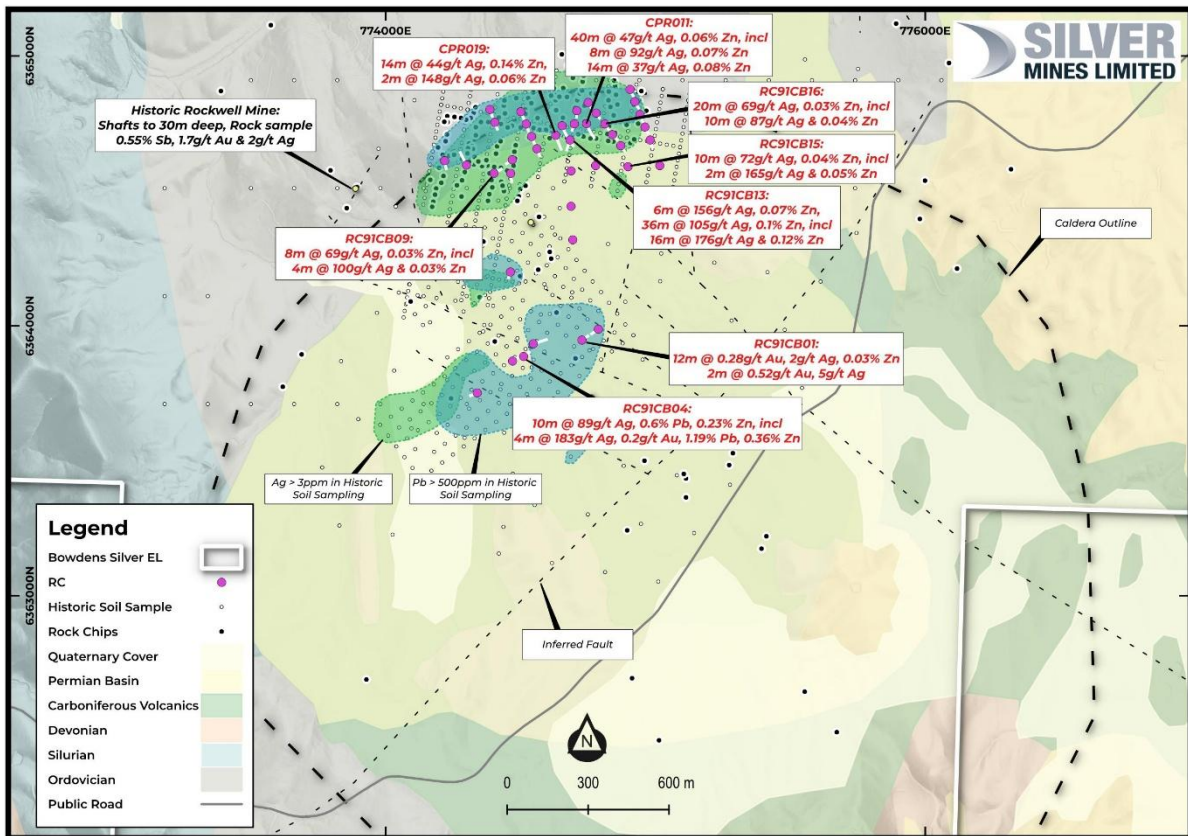 774000E
776000E
6365000N
6364000N
6363000N
SILVER
MINES LIMITED
CPR019:
14m @ 44g/t Ag, 0.14% Zn,
2m @ 148g/t Ag, 0.06% Zn
CPR011:
40m @ 47g/t Ag, 0.06% Zn, incl
8m @ 92g/t Ag, 0.07% Zn
14m @ 37g/t Ag, 0.08% Zn
Historic Rockwell Mine:
Shafts to 30m deep, Rock sample
0.55% Sb, 1.7g/t Au & 2g/t Ag
RC91CB16:
20m @ 69g/t Ag, 0.03% Zn, incl
10m @ 87g/t Ag & 0.04% Zn
RC91CB15:
10m @ 72g/t Ag, 0.04% Zn, incl
2m @ 165g/t Ag & 0.05% Zn
RC91CB13:
6m @ 156g/t Ag, 0.07% Zn,
36m @ 105g/t Ag, 0.1% Zn, incl
16m @ 176g/t Ag & 0.12% Zn
Caldera Outline
RC91CB09:
8m @ 69g/t Ag, 0.03% Zn, incl
4m @ 100g/t Ag & 0.03% Zn
RC91CB01:
12m @ 0.28g/t Au, 2g/t Ag, 0.03% Zn
2m @ 0.52g/t Au, 5g/t Ag
RC91CB04:
10m @ 89g/t Ag, 0.6% Pb, 0.23% Zn, incl
4m @ 183g/t Ag, 0.2g/t Au, 1.19% Pb, 0.36% Zn
Ag > 3ppm in Historic
Soil Sampling
Pb > 500ppm in Historic
Soil Sampling
Inferred Fault
Legend
Bowdens Silver EL
RC
Historic Soil Sample
Rock Chips
Quaternary Cover
Permian Basin
Carboniferous Volcanics
Devonian
Silurian
Ordovician
Public Road
N
0 300 600 m